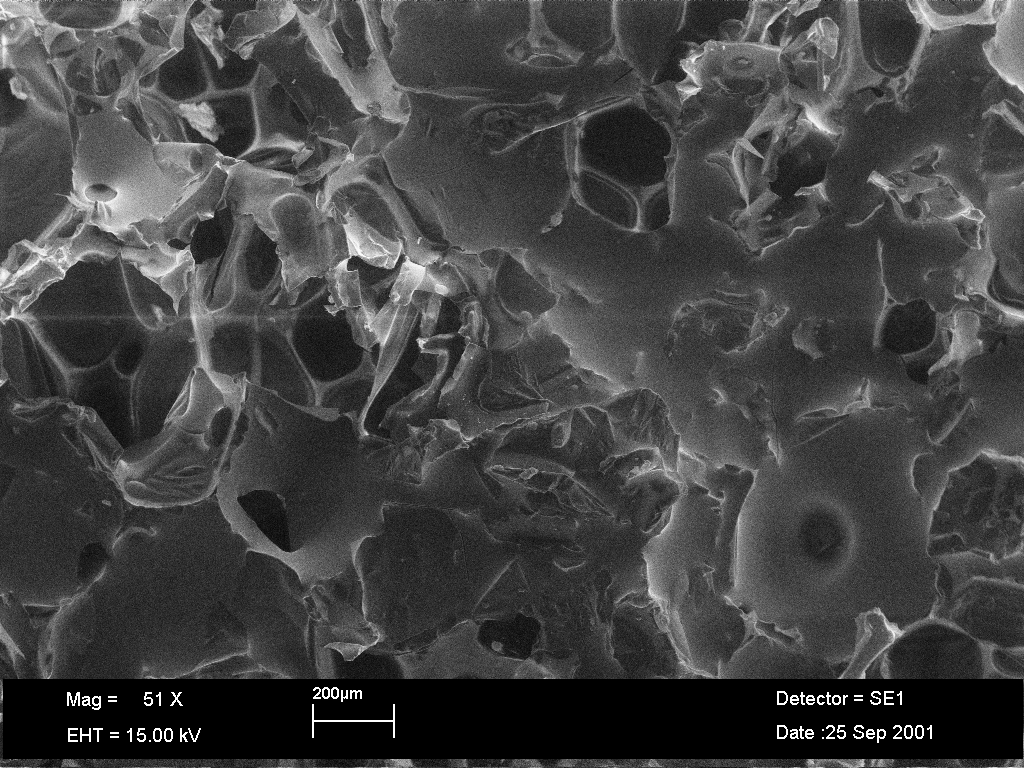 Mag = 51 X
EHT = 15.00 kV
200µm
Detector = SE1
Date :25 Sep 2001